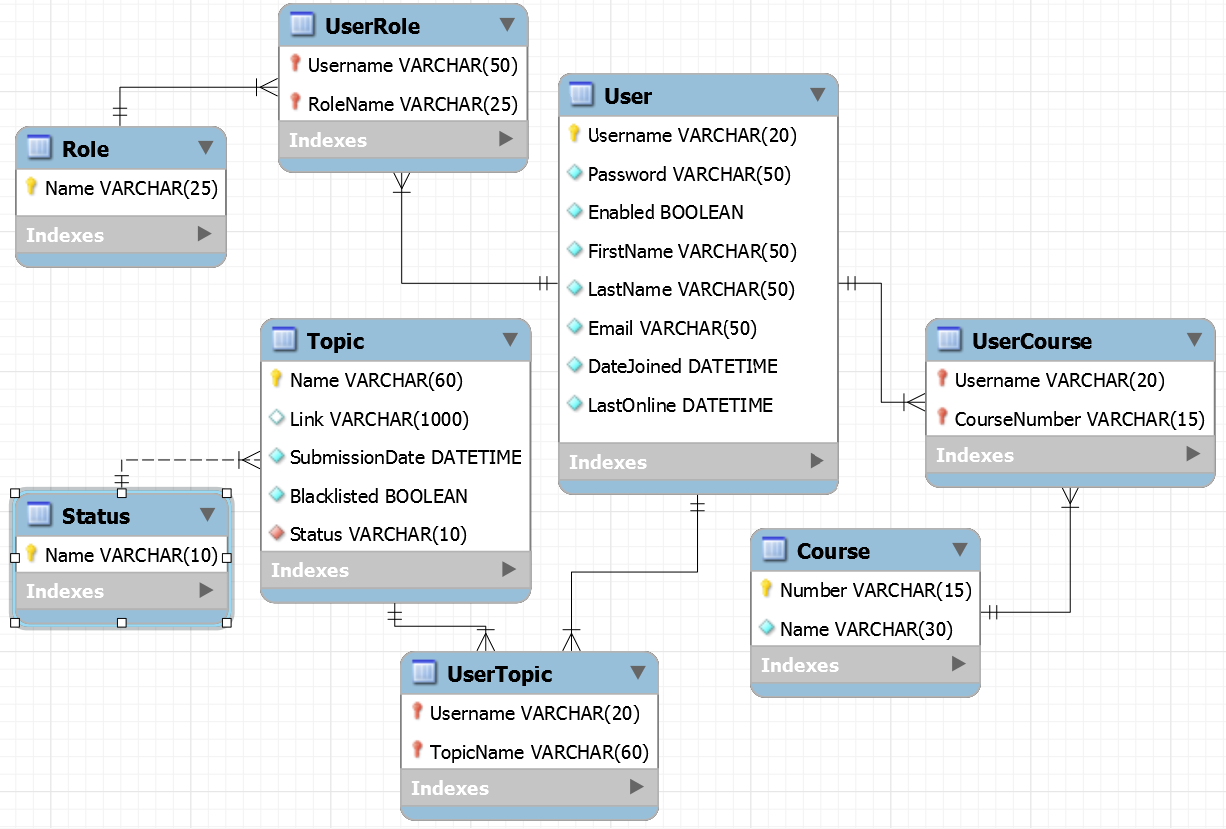 UserRole
Username VARCHAR(50)
RoleName VARCHAR(25)
Indexes
Role
Name VARCHAR(25)
Indexes
User
Username VARCHAR(20)
Password VARCHAR(50)
Enabled BOOLEAN
FirstName VARCHAR(50)
LastName VARCHAR(50)
Email VARCHAR(50)
DateJoined DATETIME
LastOnline DATETIME
Indexes
Topic
Name VARCHAR(60)
Link VARCHAR(1000)
SubmissionDate DATETIME
Blacklisted BOOLEAN
Status VARCHAR(10)
Indexes
UserCourse
Username VARCHAR(20)
CourseNumber VARCHAR(15)
Indexes
Status
Name VARCHAR(10)
Indexes
Course
Number VARCHAR(15)
Name VARCHAR(30)
Indexes
UserTopic
Username VARCHAR(20)
TopicName VARCHAR(60)
Indexes